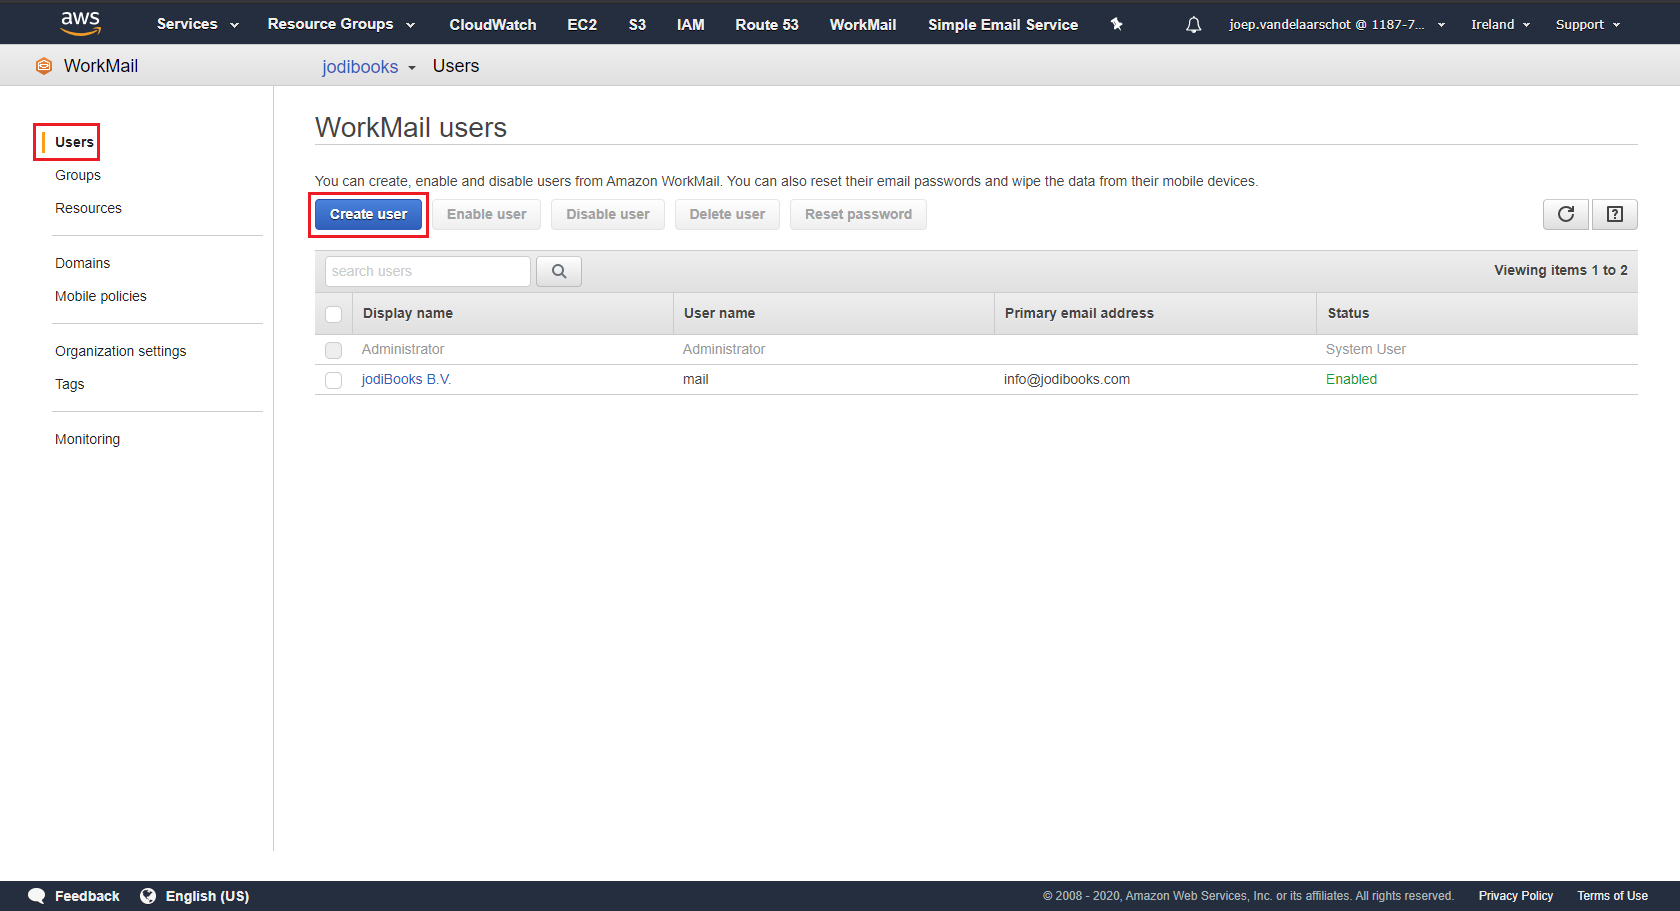 aws Services Resource Groups CloudWatch EC2 S3 IAM Route 53 WorkMail Simple Email Service joep.vandelaarschot @ 1187-7... Ireland Support
WorkMail jodibooks Users
Users
Groups
Resources
Domains
Mobile policies
Organization settings
Tags
Monitoring
WorkMail users
You can create, enable and disable users from Amazon WorkMail. You can also reset their email passwords and wipe the data from their mobile devices.
Create user Enable user Disable user Delete user Reset password
search users Viewing items 1 to 2
Display name User name Primary email address Status
Administrator Administrator System User
jodiBooks B.V. mail info@jodibooks.com Enabled
Feedback English (US) © 2008 - 2020, Amazon Web Services, Inc. or its affiliates. All rights reserved. Privacy Policy Terms of Use